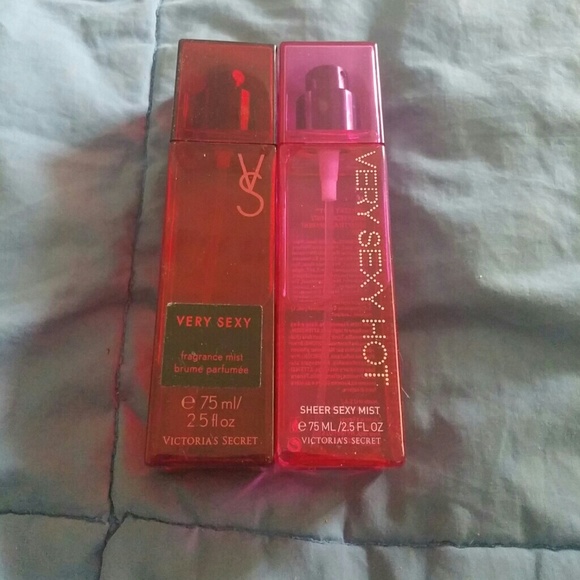 VS
VERY SEXY
fragrance mist
brume parfumée
℮ 75 ml/
2.5 fl oz
VICTORIA'S SECRET
VERY SEXY HOT
SHEER SEXY MIST
℮ 75 ML /2.5 FL OZ
VICTORIA'S SECRET